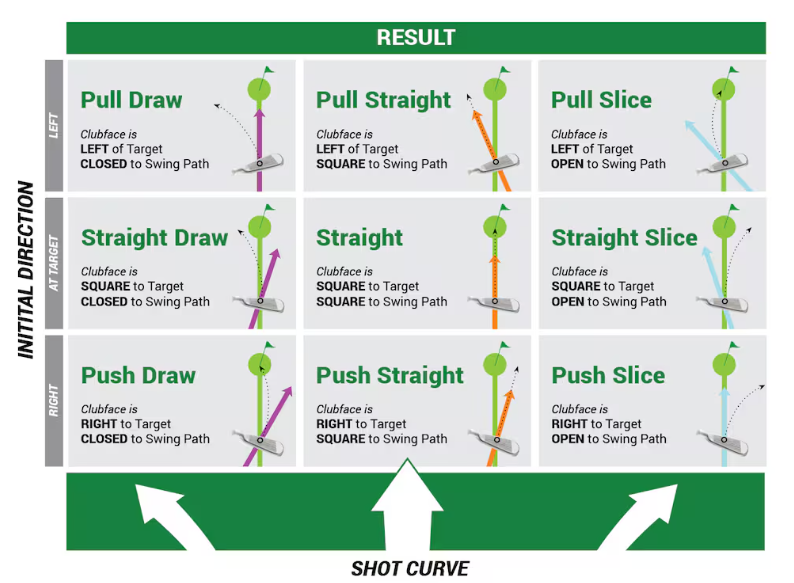 RESULT
LEFT
Pull Draw
Clubface is
LEFT of Target
CLOSED to Swing Path
Pull Straight
Clubface is
LEFT of Target
SQUARE to Swing Path
Pull Slice
Clubface is
LEFT of Target
OPEN to Swing Path
INITITAL DIRECTION
AT TARGET
Straight Draw
Clubface is
SQUARE to Target
CLOSED to Swing Path
Straight
Clubface is
SQUARE to Target
SQUARE to Swing Path
Straight Slice
Clubface is
SQUARE to Target
OPEN to Swing Path
RIGHT
Push Draw
Clubface is
RIGHT to Target
CLOSED to Swing Path
Push Straight
Clubface is
RIGHT to Target
SQUARE to Swing Path
Push Slice
Clubface is
RIGHT to Target
OPEN to Swing Path
SHOT CURVE